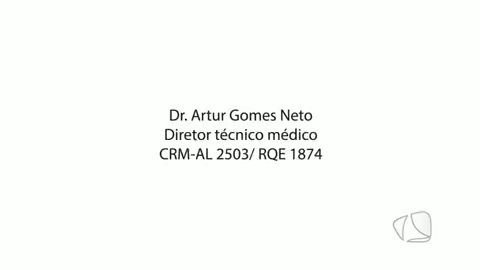 Dr. Artur Gomes Neto
Diretor técnico médico
CRM-AL 2503/ RQE 1874